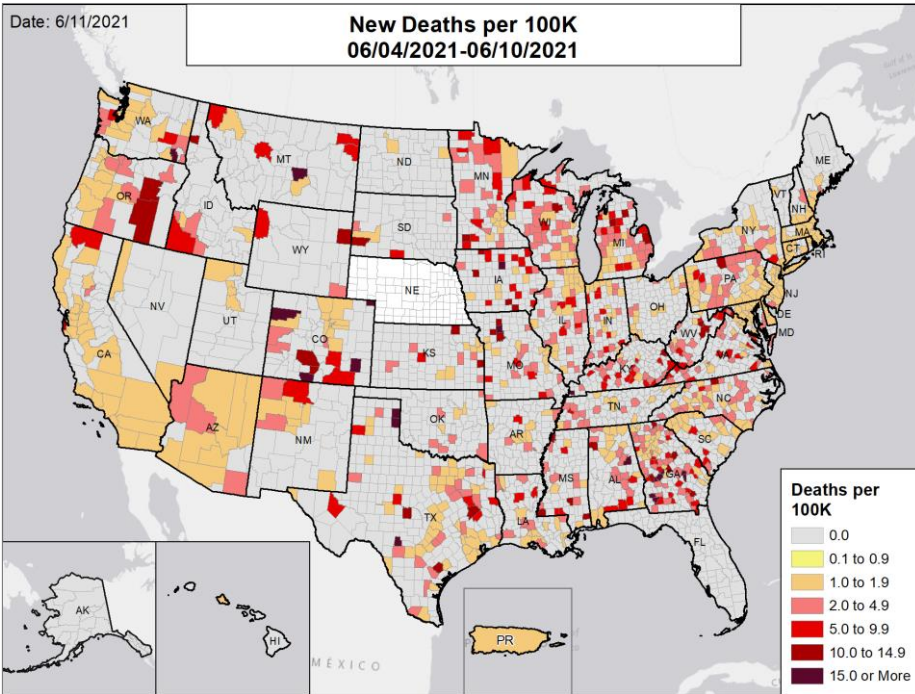 Date: 6/11/2021
New Deaths per 100K
06/04/2021-06/10/2021
WA
MT
ND
MN
ME
OR
ID
SD
WI
MI
VT
NH
NY
MA
CT
RI
WY
IA
PA
NJ
NE
NV
UT
CO
IL
IN
OH
DE
MD
WV
VA
CA
KS
MO
KY
AZ
NM
OK
AR
TN
NC
SC
MS
AL
GA
TX
LA
FL
AK
HI
PR
MÉXICO
Deaths per
100K
0.0
0.1 to 0.9
1.0 to 1.9
2.0 to 4.9
5.0 to 9.9
10.0 to 14.9
15.0 or More